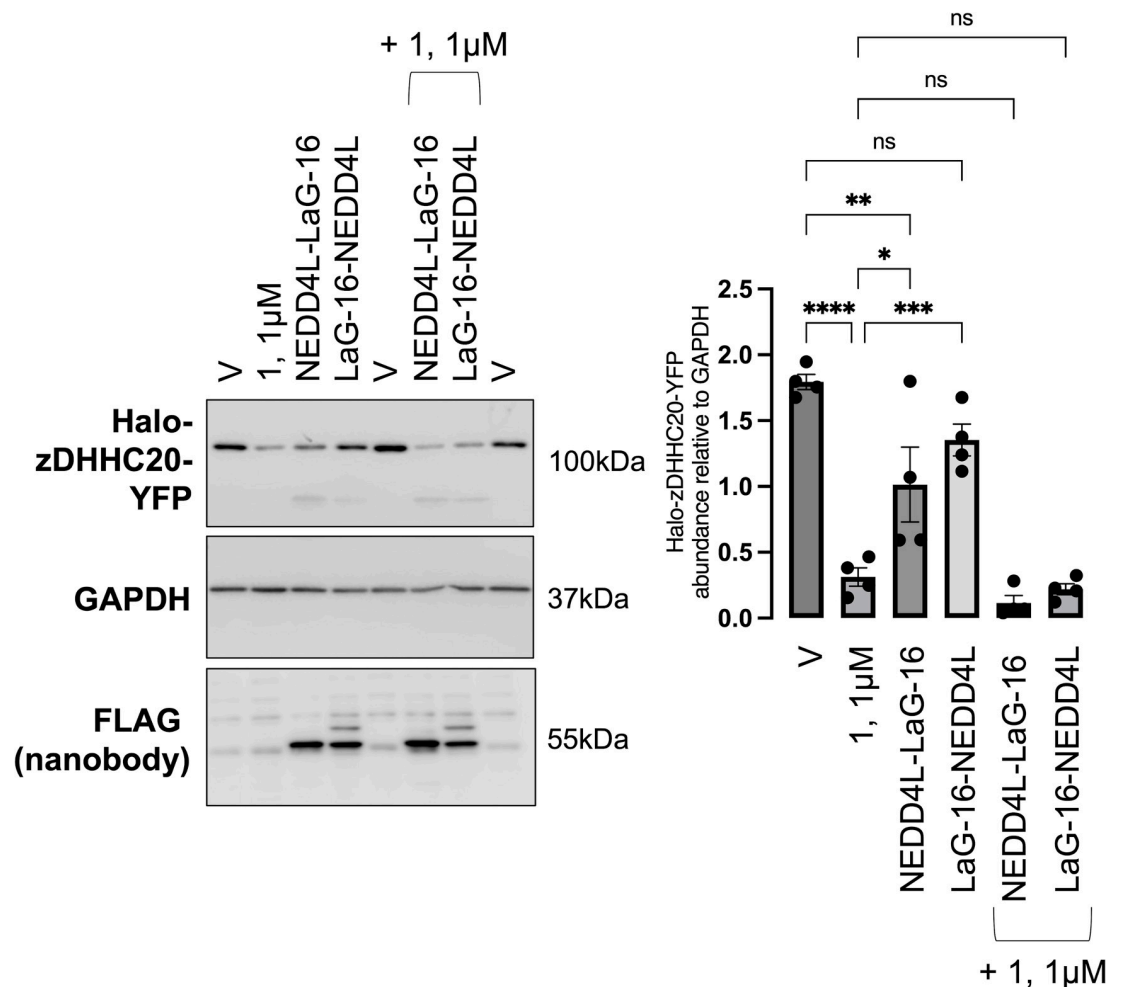 + 1, 1µM
V
1, 1µM
NEDD4L-LaG-16
LaG-16-NEDD4L
V
NEDD4L-LaG-16
LaG-16-NEDD4L
V
Halo-
zDHHC20-
YFP
100kDa
GAPDH
37kDa
FLAG
(nanobody)
55kDa
ns
ns
ns
**
*
****
***
Halo-zDHHC20-YFP
abundance relative to GAPDH
2.5
2.0
1.5
1.0
0.5
0.0
V
1, 1µM
NEDD4L-LaG-16
LaG-16-NEDD4L
NEDD4L-LaG-16
LaG-16-NEDD4L
+ 1, 1µM